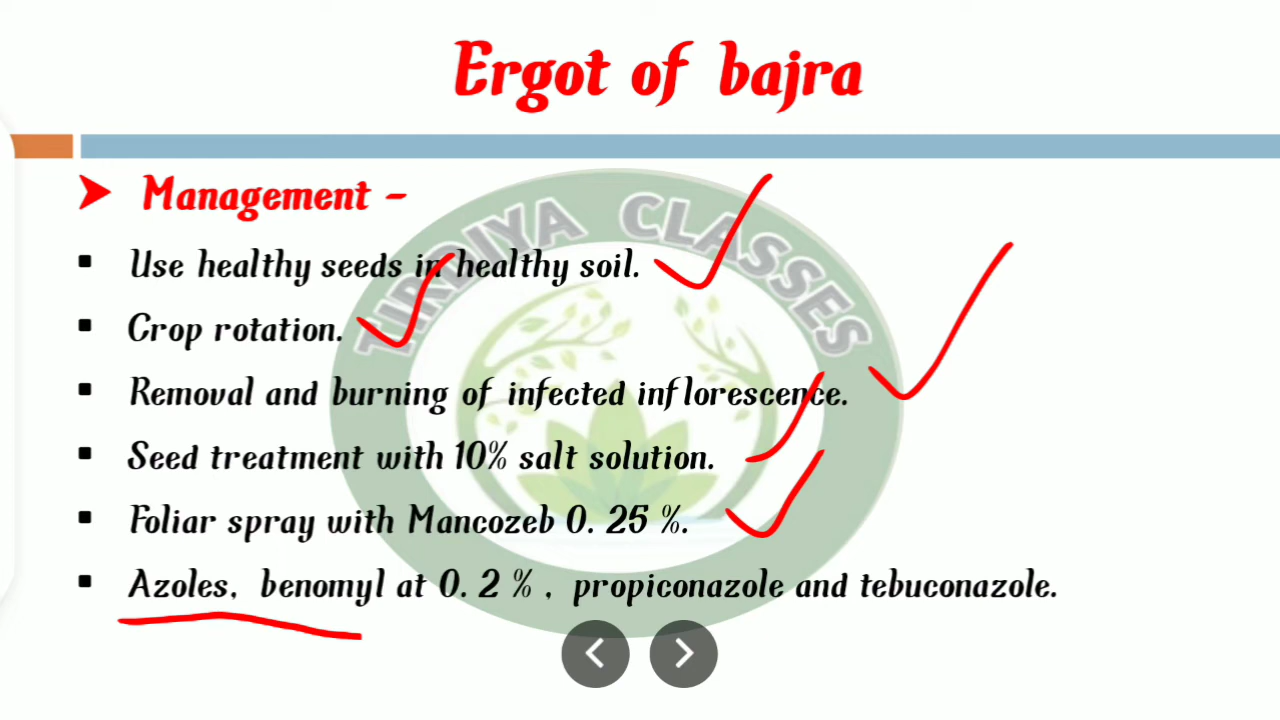 Ergot of bajra
➤ Management -
▪ Use healthy seeds in healthy soil.
▪ Crop rotation.
▪ Removal and burning of infected inflorescence.
▪ Seed treatment with 10% salt solution.
▪ Foliar spray with Mancozeb 0. 25 %.
▪ Azoles, benomyl at 0. 2 % , propiconazole and tebuconazole.
TIRDIYA CLASSES